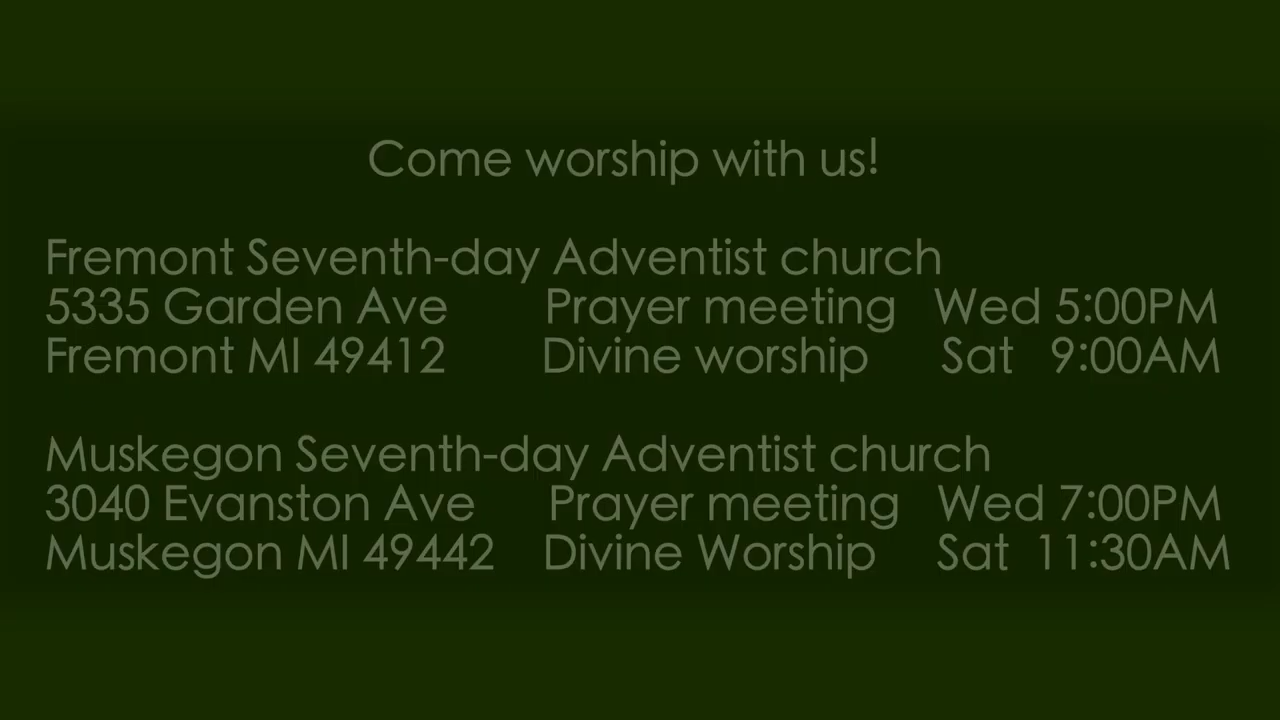 Come worship with us!
Fremont Seventh-day Adventist church
5335 Garden Ave Prayer meeting Wed 5:00PM
Fremont MI 49412 Divine worship Sat 9:00AM
Muskegon Seventh-day Adventist church
3040 Evanston Ave Prayer meeting Wed 7:00PM
Muskegon MI 49442 Divine Worship Sat 11:30AM